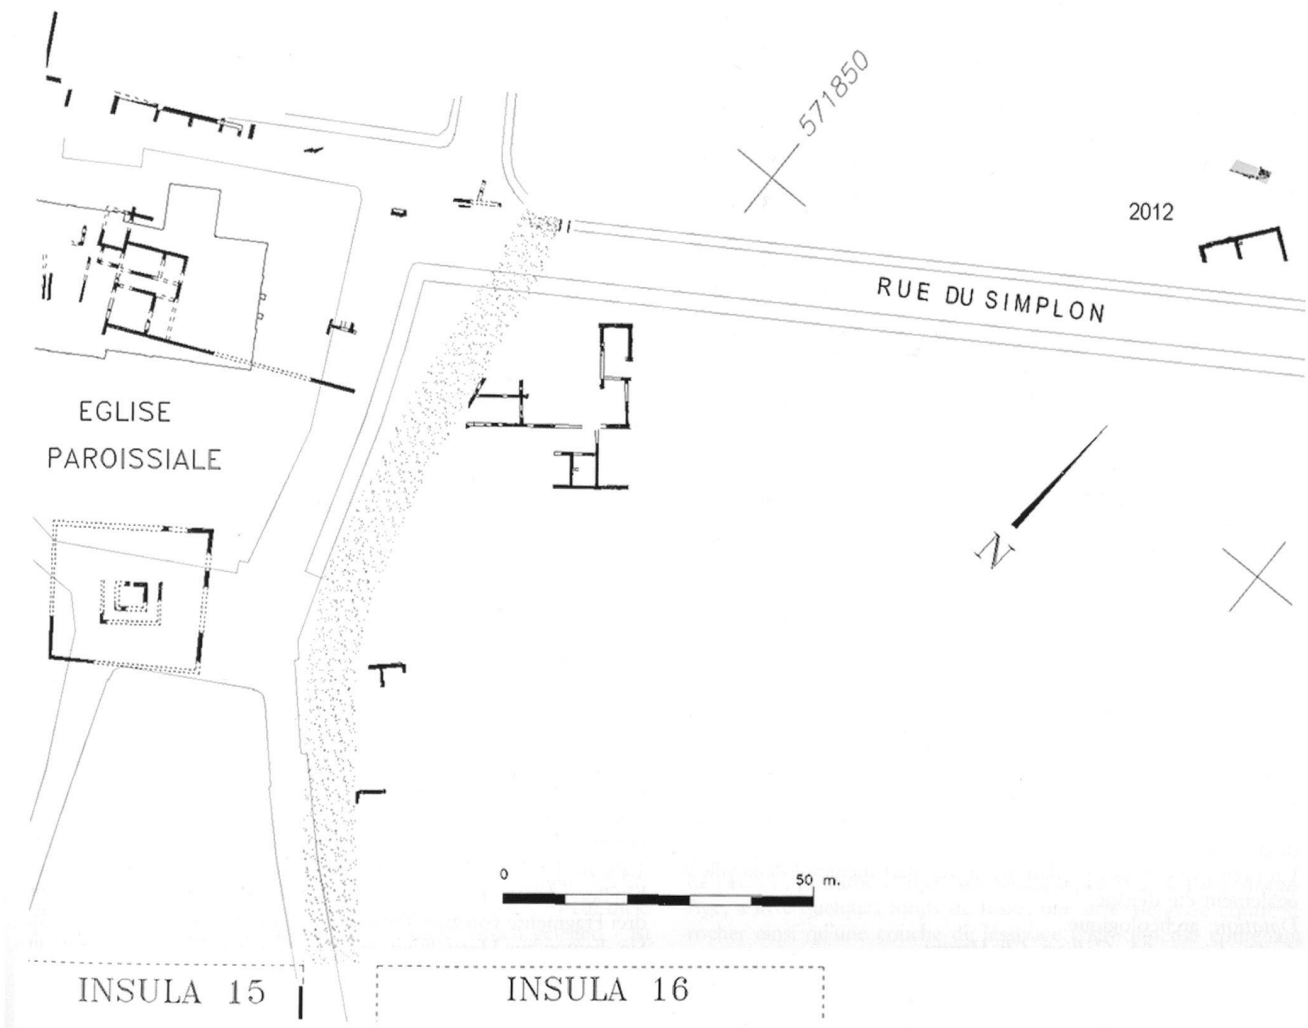 571850
2012
RUE DU SIMPLON
EGLISE
PAROISSIALE
N
0 50 m.
INSULA 15
INSULA 16